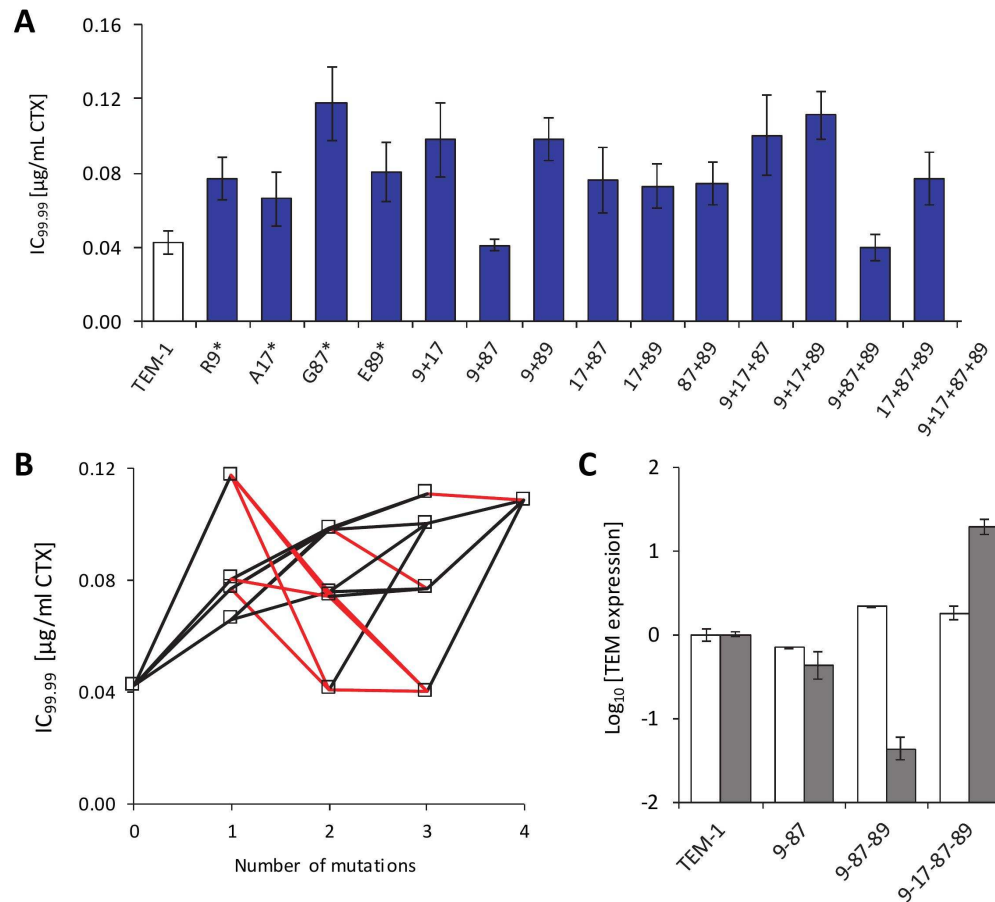 A
0.16
0.12
0.08
0.04
0.00
IC99.99 [µg/mL CTX]
TEM-1
R9*
A17*
G87*
E89*
9+17
9+87
9+89
17+87
17+89
87+89
9+17+87
9+17+89
9+87+89
17+87+89
9+17+87+89
B
0.12
0.08
0.04
0.00
IC99.99 [µg/ml CTX]
0 1 2 3 4
Number of mutations
C
2
1
0
-1
-2
Log10 [TEM expression]
TEM-1
9-87
9-87-89
9-17-87-89